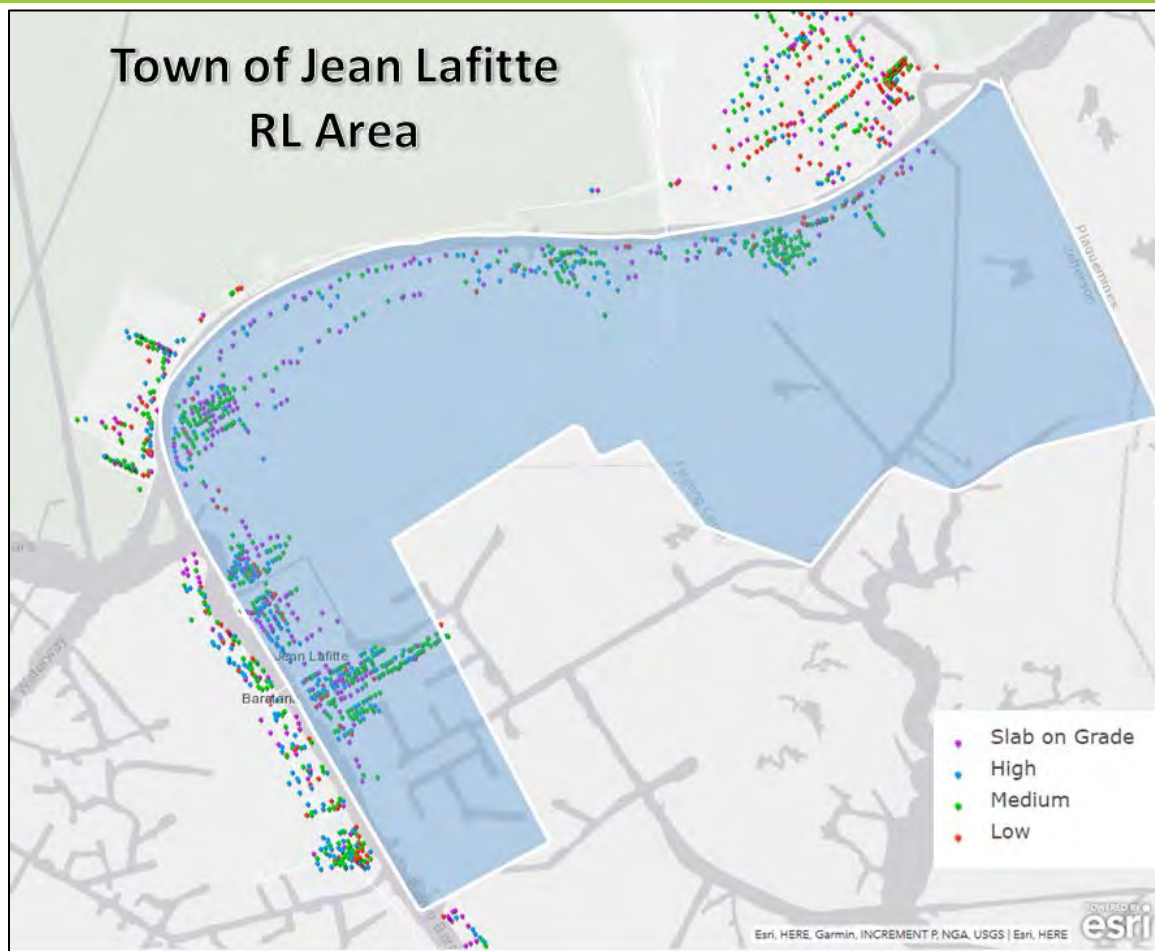 Town of Jean Lafitte
RL Area
Plaquemines
Jefferson
Jean Lafitte
Waterway
Slab on Grade
High
Medium
Low
POWERED BY
esri
Esri, HERE, Garmin, INCREMENT P, NGA, USGS | Esri, HERE